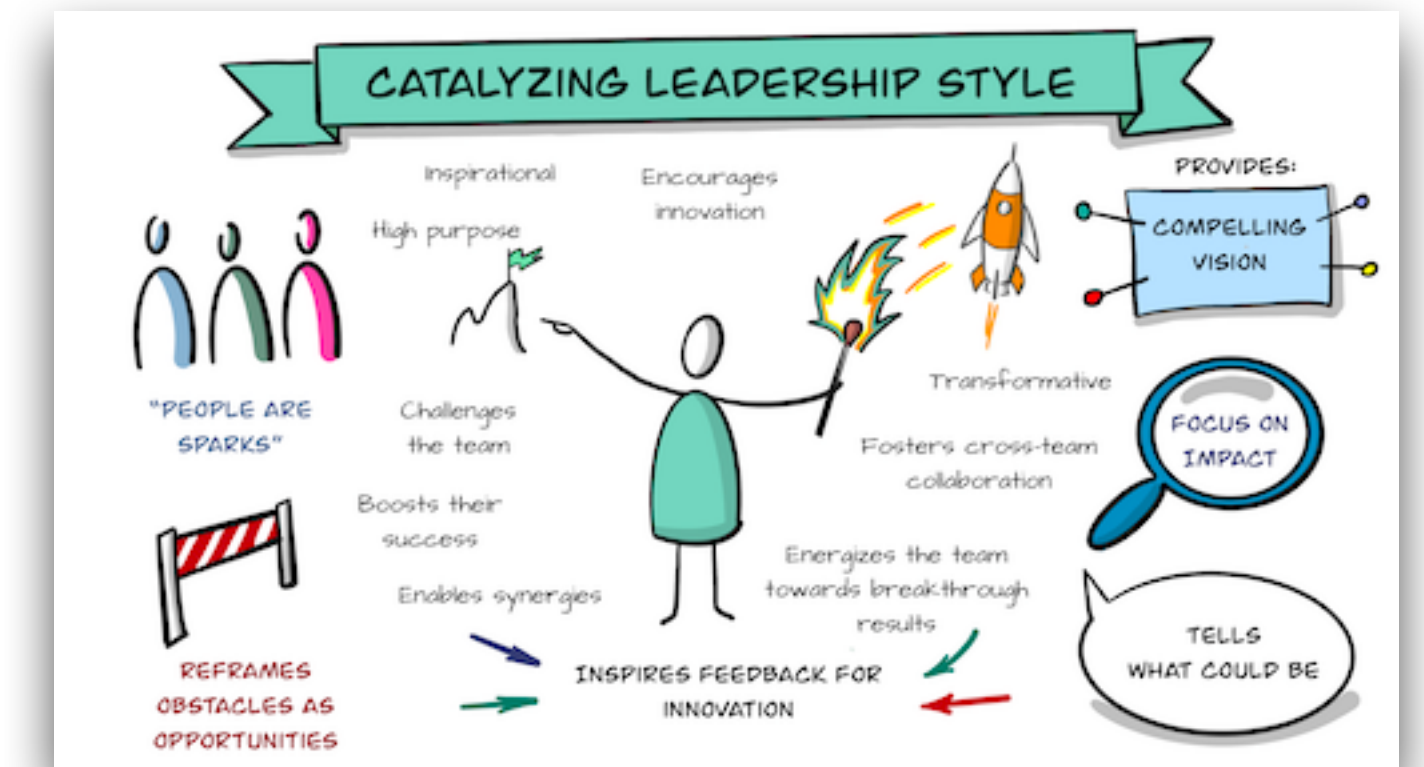 CATALYZING LEADERSHIP STYLE
Inspirational
Encourages
innovation
High purpose
PROVIDES:
COMPELLING
VISION
"PEOPLE ARE
SPARKS"
Challenges
the team
Transformative
Fosters cross-team
collaboration
FOCUS ON
IMPACT
Boosts their
success
Enables synergies
Energizes the team
towards breakthrough
results
REFRAMES
OBSTACLES AS
OPPORTUNITIES
INSPIRES FEEDBACK FOR
INNOVATION
TELLS
WHAT COULD BE